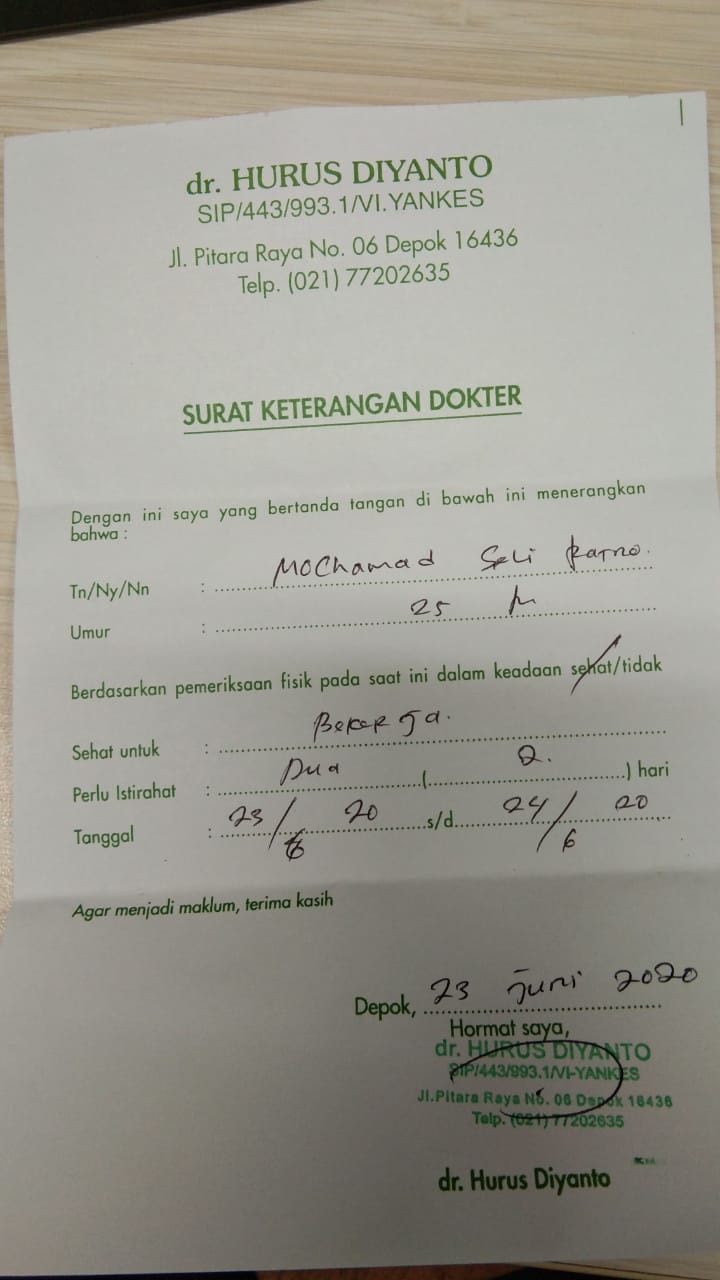 dr. HURUS DIYANTO
SIP/443/993.1/VI.YANKES
Jl. Pitara Raya No. 06 Depok 16436
Telp. (021) 77202635
SURAT KETERANGAN DOKTER
Dengan ini saya yang bertanda tangan di bawah ini menerangkan
bahwa :
Tn/Ny/Nn : Mochamad Seli Karno.
Umur : 25
Berdasarkan pemeriksaan fisik pada saat ini dalam keadaan sehat/tidak
Sehat untuk : Bekerja.
Perlu Istirahat : Dua ( 2. ) hari
Tanggal : 23/6 20 s/d 24/6 20
Agar menjadi maklum, terima kasih
Depok, 23 Juni 2020
Hormat saya,
dr. HURUS DIYANTO
SIP/443/993.1/VI-YANKES
Jl.Pitara Raya No. 06 Depok 16436
Telp. (021) 77202635
dr. Hurus Diyanto